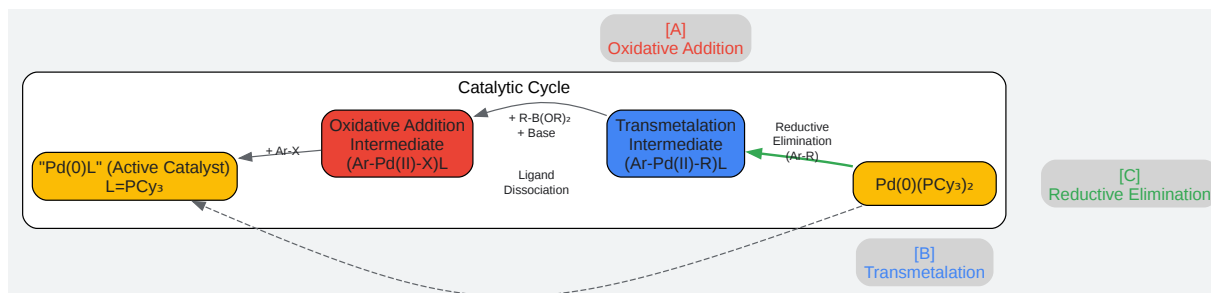 [A]
Oxidative Addition
Catalytic Cycle
"Pd(0)L" (Active Catalyst)
L=PCy₃
+ Ar-X
Oxidative Addition
Intermediate
(Ar-Pd(II)-X)L
+ R-B(OR)₂
+ Base
Ligand
Dissociation
Transmetalation
Intermediate
(Ar-Pd(II)-R)L
Reductive
Elimination
(Ar-R)
Pd(0)(PCy₃)₂
[C]
Reductive Elimination
[B]
Transmetalation